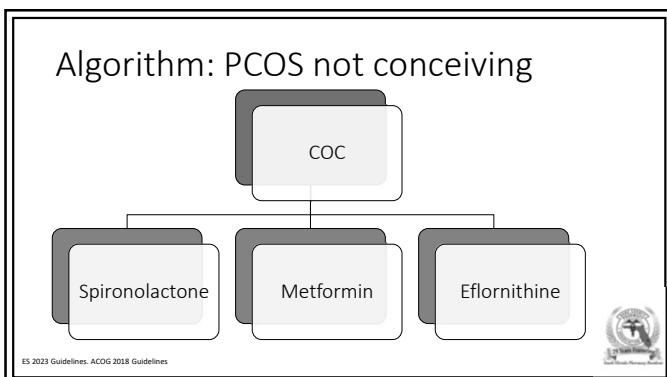 Algorithm: PCOS not conceiving
COC
Spironolactone
Metformin
Eflornithine
ES 2023 Guidelines. ACOG 2018 Guidelines